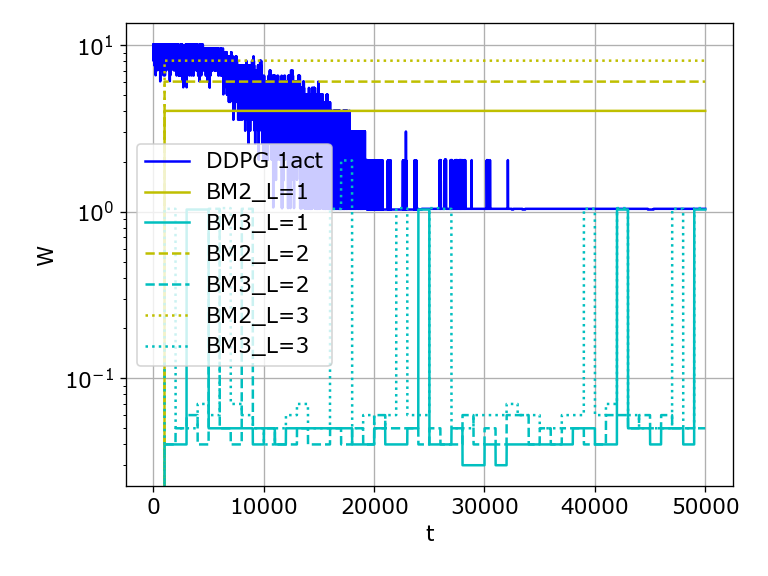 10¹
10⁰
10⁻¹
W
DDPG 1act
BM2_L=1
BM3_L=1
BM2_L=2
BM3_L=2
BM2_L=3
BM3_L=3
0 10000 20000 30000 40000 50000
t